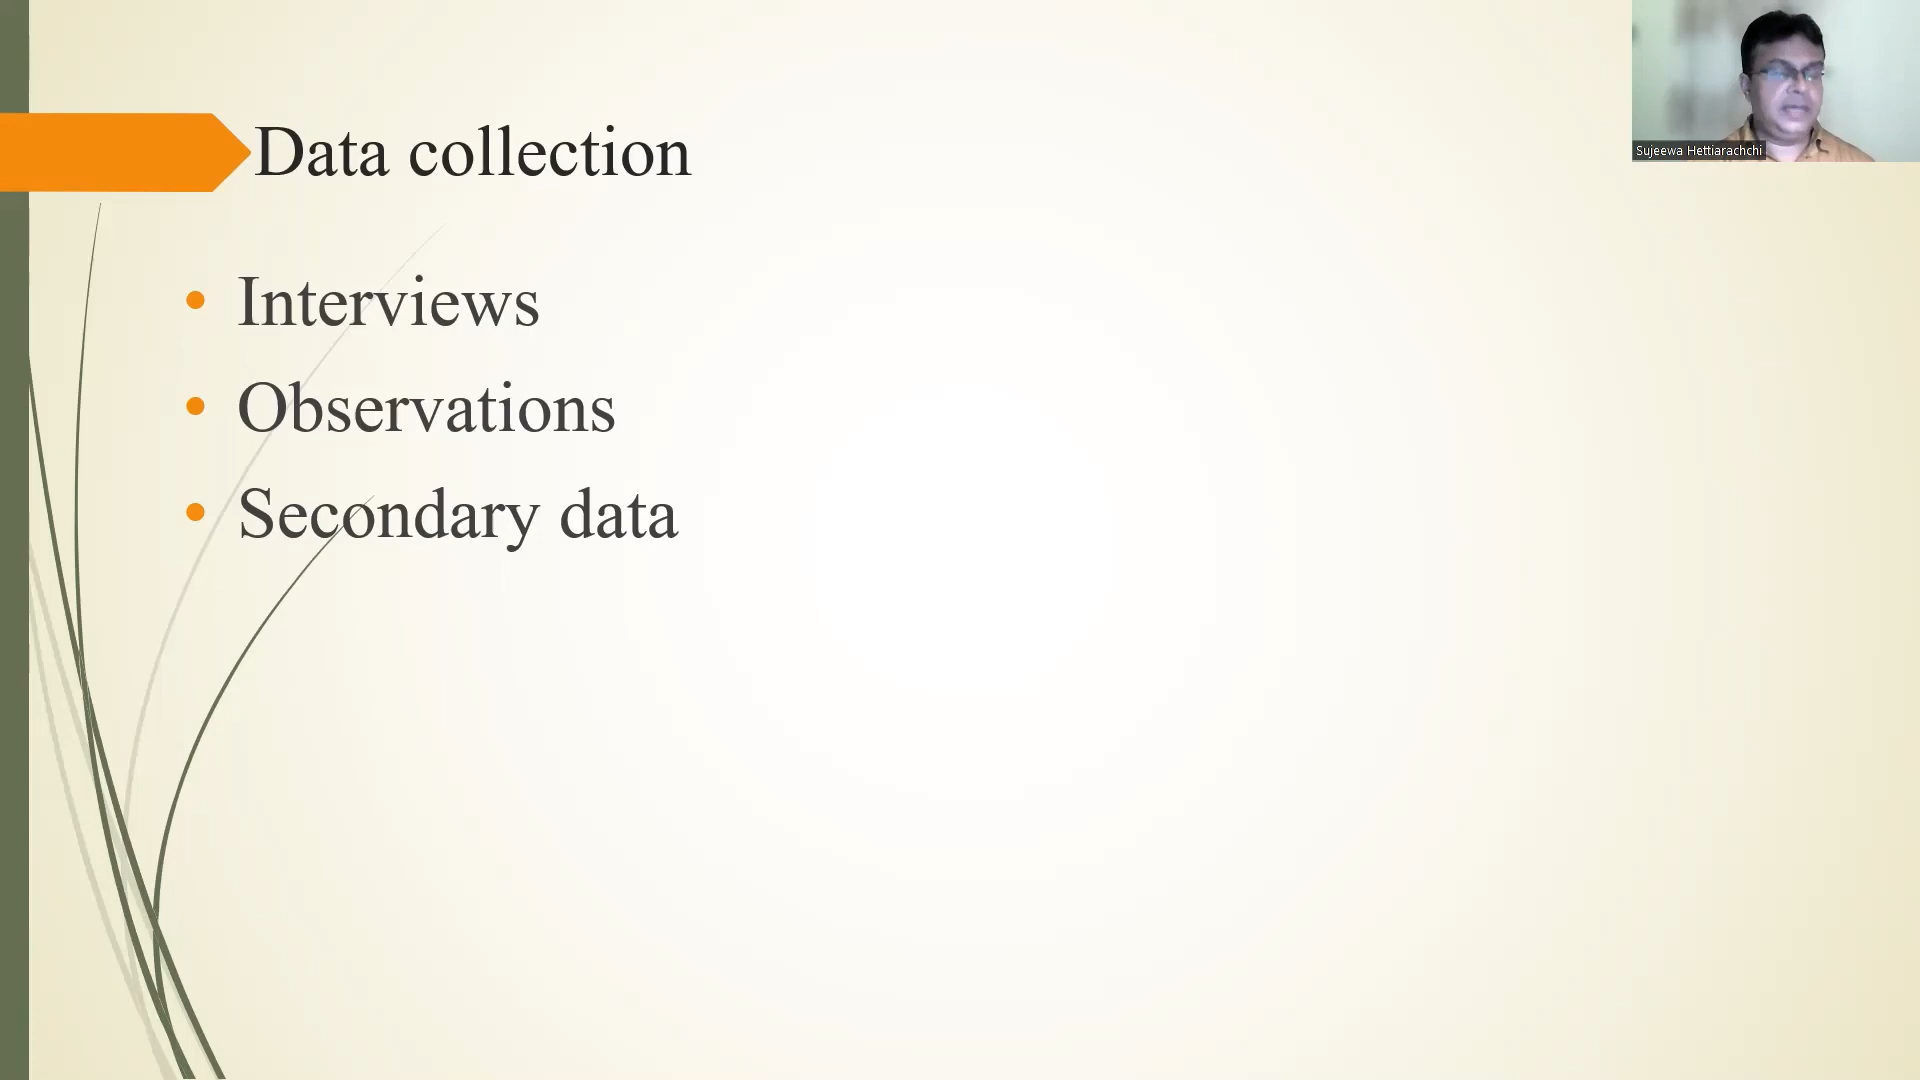 Data collection
Interviews
Observations
Secondary data
Sujeewa Hettiarachchi